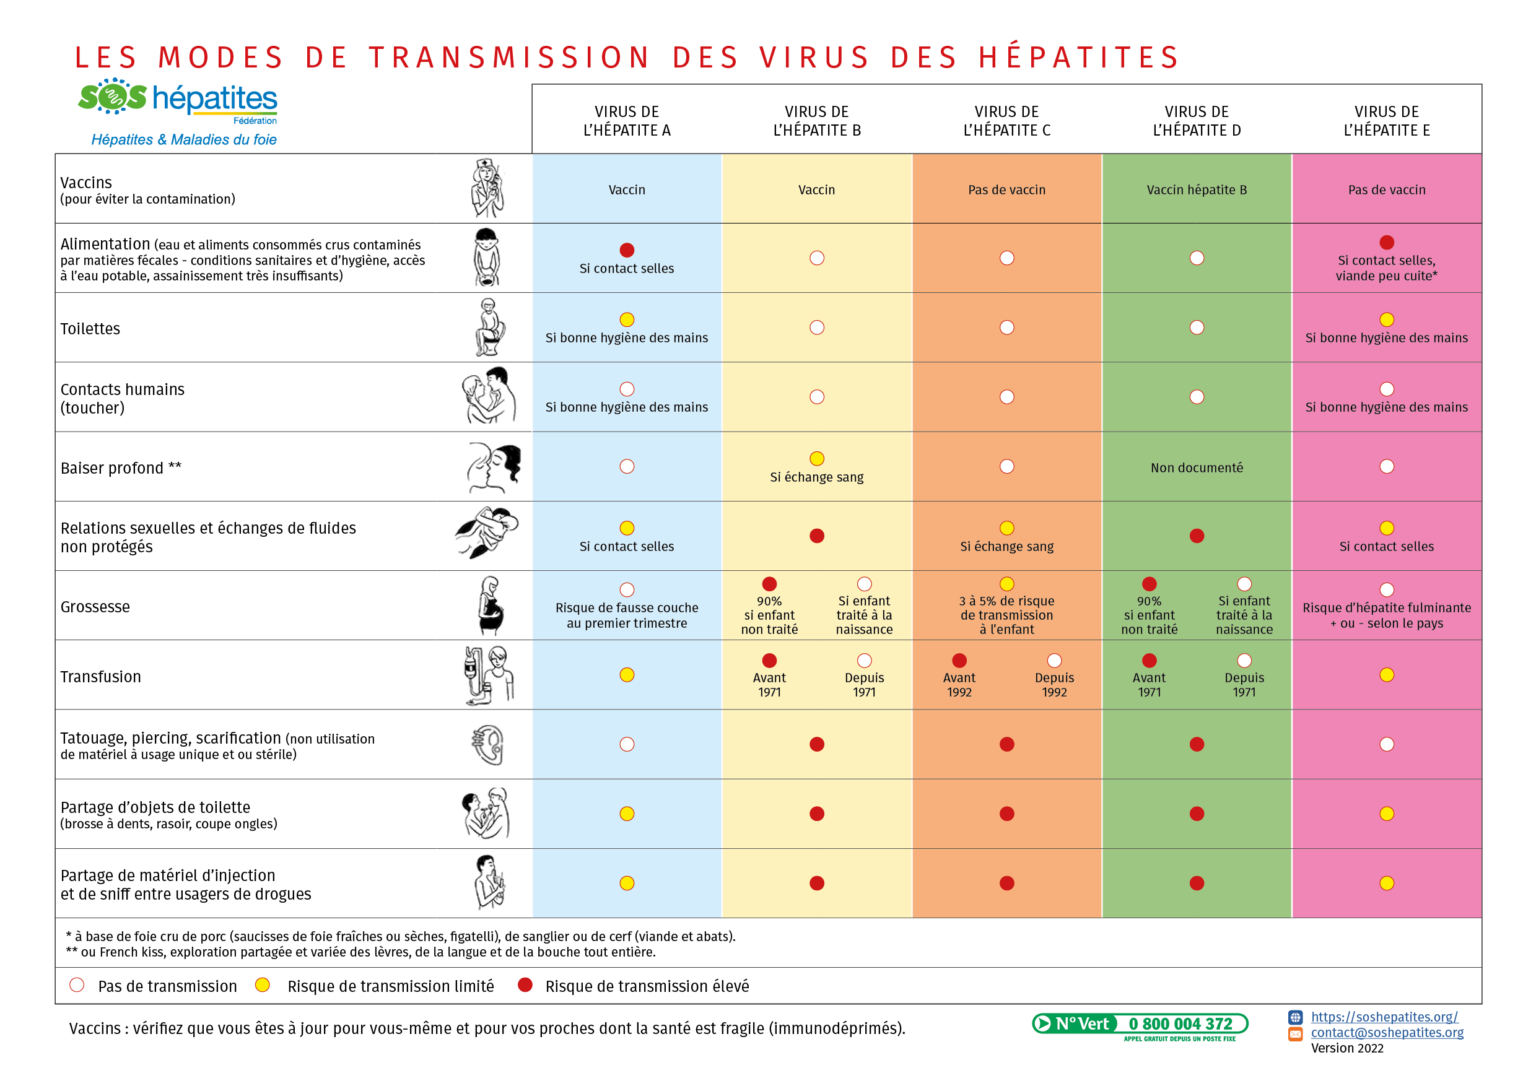 LES MODES DE TRANSMISSION DES VIRUS DES HÉPATITES
SOS hépatites
Fédération
Hépatites & Maladies du foie
VIRUS DE
L'HÉPATITE A
VIRUS DE
L'HÉPATITE B
VIRUS DE
L'HÉPATITE C
VIRUS DE
L'HÉPATITE D
VIRUS DE
L'HÉPATITE E
Vaccins
(pour éviter la contamination)
Vaccin
Vaccin
Pas de vaccin
Vaccin hépatite B
Pas de vaccin
Alimentation (eau et aliments consommés crus contaminés
par matières fécales - conditions sanitaires et d'hygiène, accès
à l'eau potable, assainissement très insuffisants)
Si contact selles
Si contact selles,
viande peu cuite*
Toilettes
Si bonne hygiène des mains
Si bonne hygiène des mains
Contacts humains
(toucher)
Si bonne hygiène des mains
Si bonne hygiène des mains
Baiser profond **
Si échange sang
Non documenté
Relations sexuelles et échanges de fluides
non protégés
Si contact selles
Si échange sang
Si contact selles
Grossesse
Risque de fausse couche
au premier trimestre
90%
si enfant
non traité
Si enfant
traité à la
naissance
3 à 5% de risque
de transmission
à l'enfant
90%
si enfant
non traité
Si enfant
traité à la
naissance
Risque d'hépatite fulminante
+ ou - selon le pays
Transfusion
Avant
1971
Depuis
1971
Avant
1992
Depuis
1992
Avant
1971
Depuis
1971
Tatouage, piercing, scarification (non utilisation
de matériel à usage unique et ou stérile)
Partage d'objets de toilette
(brosse à dents, rasoir, coupe ongles)
Partage de matériel d'injection
et de sniff entre usagers de drogues
* à base de foie cru de porc (saucisses de foie fraîches ou sèches, figatelli), de sanglier ou de cerf (viande et abats).
** ou French kiss, exploration partagée et variée des lèvres, de la langue et de la bouche tout entière.
Pas de transmission Risque de transmission limité Risque de transmission élevé
Vaccins : vérifiez que vous êtes à jour pour vous-même et pour vos proches dont la santé est fragile (immunodéprimés).
N° Vert 0 800 004 372
APPEL GRATUIT DEPUIS UN POSTE FIXE
https://soshepatites.org/
contact@soshepatites.org
Version 2022